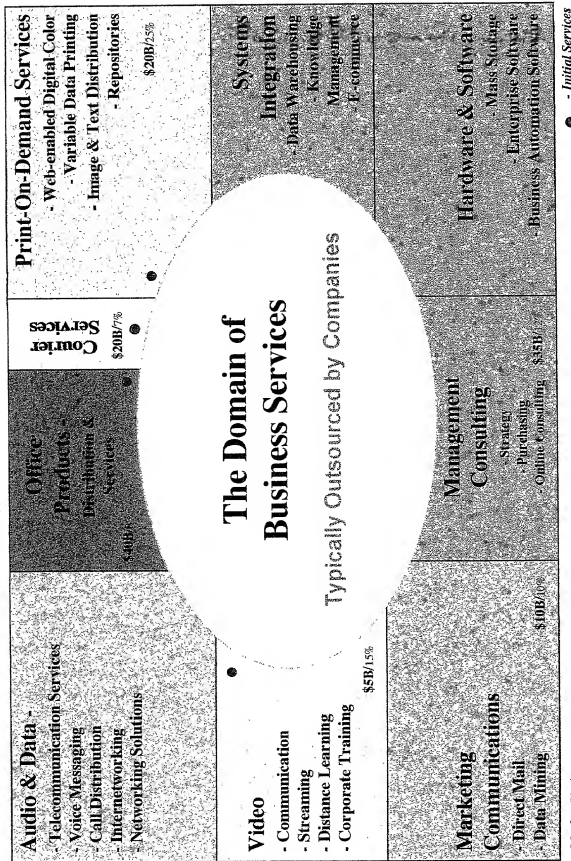 Audio & Data -
- Telecommunication Services
- Voice Messaging
- Call Distribution
- Internetworking
- Networking Solutions
Office
Products -
Distribution &
Services
Courier
Services
$20B/7%
Print-On-Demand Services
- Web-enabled Digital Color
- Variable Data Printing
- Image & Text Distribution
- Repositories
$20B/25%
Video
- Communication
- Streaming
- Distance Learning
- Corporate Training
$5B/15%
The Domain of
Business Services
Typically Outsourced by Companies
Systems
Integration
- Data Warehousing
- Knowledge
Management
E-commerce
Marketing
Communications
- Direct Mail
- Data Mining
$10B/10%
Management
Consulting
- Strategy
- Purchasing
- Online Consulting
$35B/
Hardware & Software
- Mass Storage
- Enterprise Software
- Business Automation Software
- Initial Services